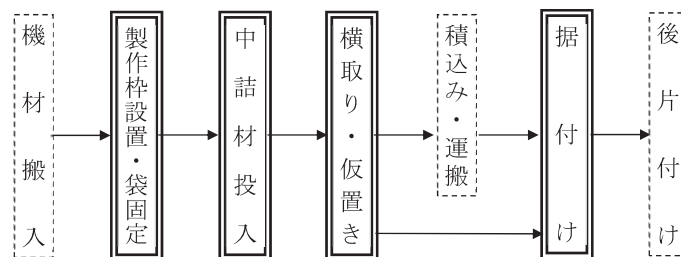 機材搬入
製作枠設置・袋固定
中詰材投入
横取り・仮置き
積込み・運搬
据付け
後片付け